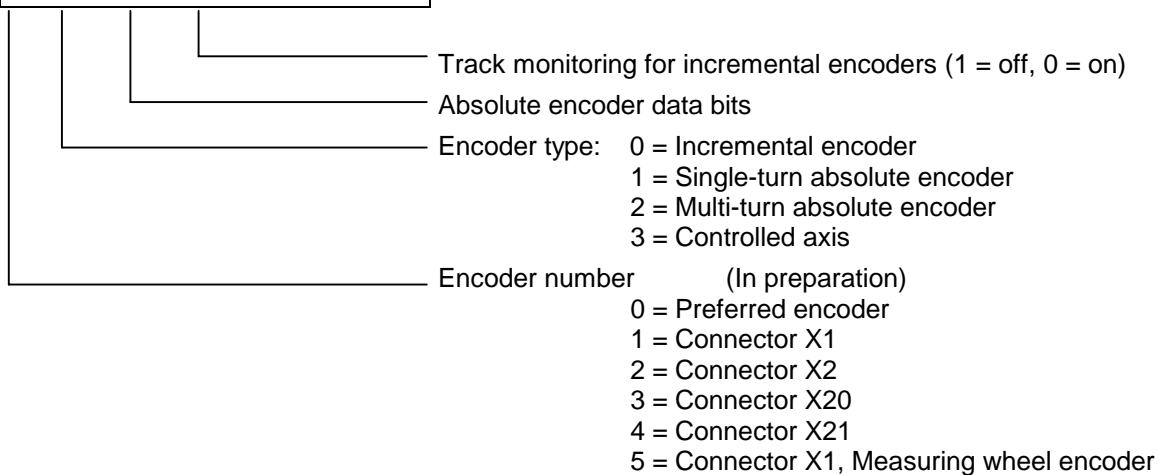 Track monitoring for incremental encoders (1 = off, 0 = on)
Absolute encoder data bits
Encoder type: 0 = Incremental encoder
1 = Single-turn absolute encoder
2 = Multi-turn absolute encoder
3 = Controlled axis
Encoder number (In preparation)
0 = Preferred encoder
1 = Connector X1
2 = Connector X2
3 = Connector X20
4 = Connector X21
5 = Connector X1, Measuring wheel encoder